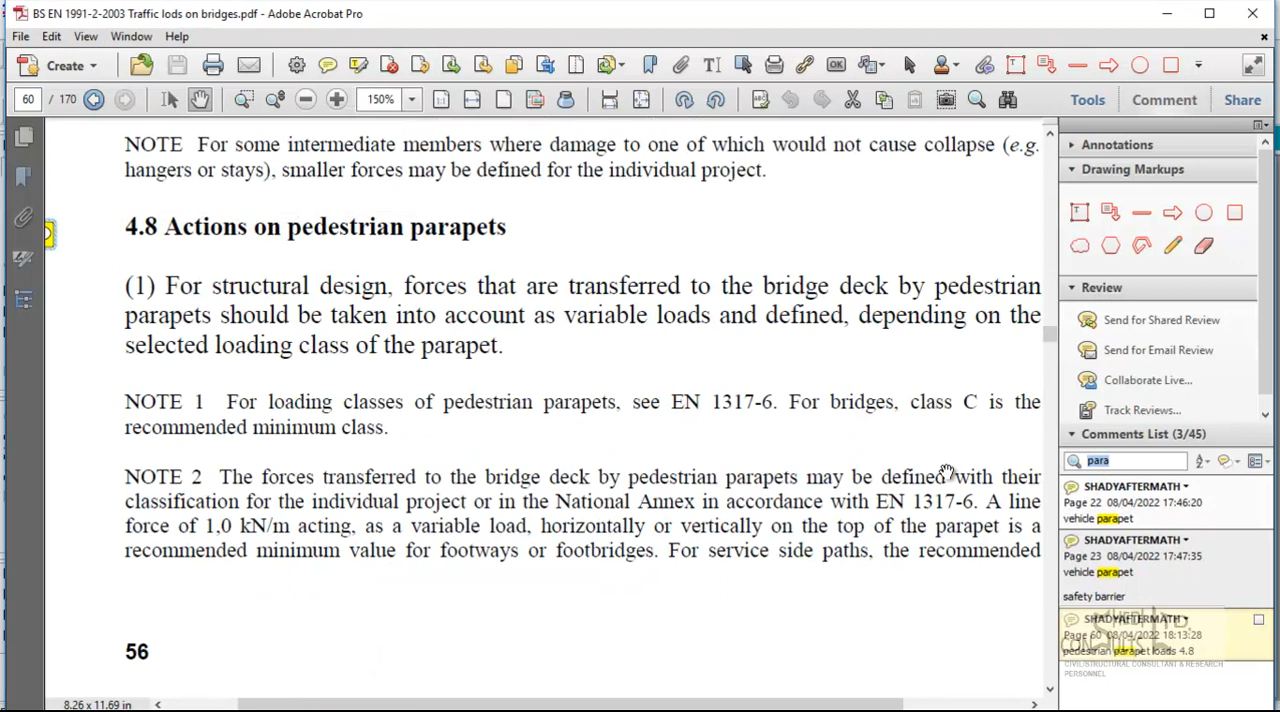 BS EN 1991-2-2003 Traffic lods on bridges.pdf - Adobe Acrobat Pro
File Edit View Window Help
Create
60 / 170 150% Tools Comment Share
NOTE For some intermediate members where damage to one of which would not cause collapse (e.g.
hangers or stays), smaller forces may be defined for the individual project.
4.8 Actions on pedestrian parapets
(1) For structural design, forces that are transferred to the bridge deck by pedestrian
parapets should be taken into account as variable loads and defined, depending on the
selected loading class of the parapet.
NOTE 1 For loading classes of pedestrian parapets, see EN 1317-6. For bridges, class C is the
recommended minimum class.
NOTE 2 The forces transferred to the bridge deck by pedestrian parapets may be defined with their
classification for the individual project or in the National Annex in accordance with EN 1317-6. A line
force of 1,0 kN/m acting, as a variable load, horizontally or vertically on the top of the parapet is a
recommended minimum value for footways or footbridges. For service side paths, the recommended
56
8.26 x 11.69 in
Annotations
Drawing Markups
Review
Send for Shared Review
Send for Email Review
Collaborate Live...
Track Reviews...
Comments List (3/45)
para
SHADYAFTERMATH
Page 22 08/04/2022 17:46:20
vehicle parapet
SHADYAFTERMATH
Page 23 08/04/2022 17:47:35
vehicle parapet
safety barrier
SHADYAFTERMATH
Page 60 08/04/2022 18:13:28
pedestrian parapet loads 4.8
CIVIL/STRUCTURAL CONSULTANT & RESEARCH
PERSONNEL